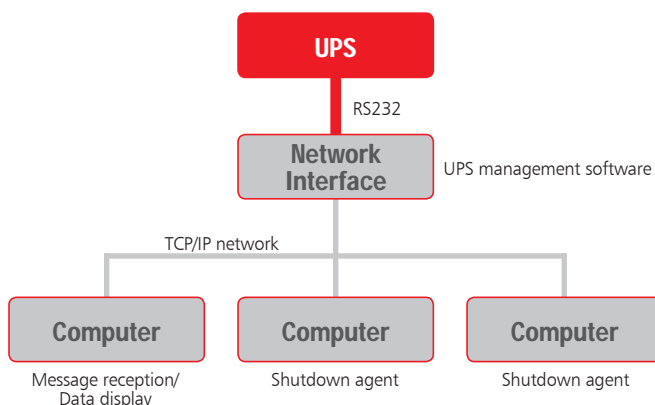 UPS
RS232
Network
Interface
UPS management software
TCP/IP network
Computer
Computer
Computer
Message reception/
Data display
Shutdown agent
Shutdown agent